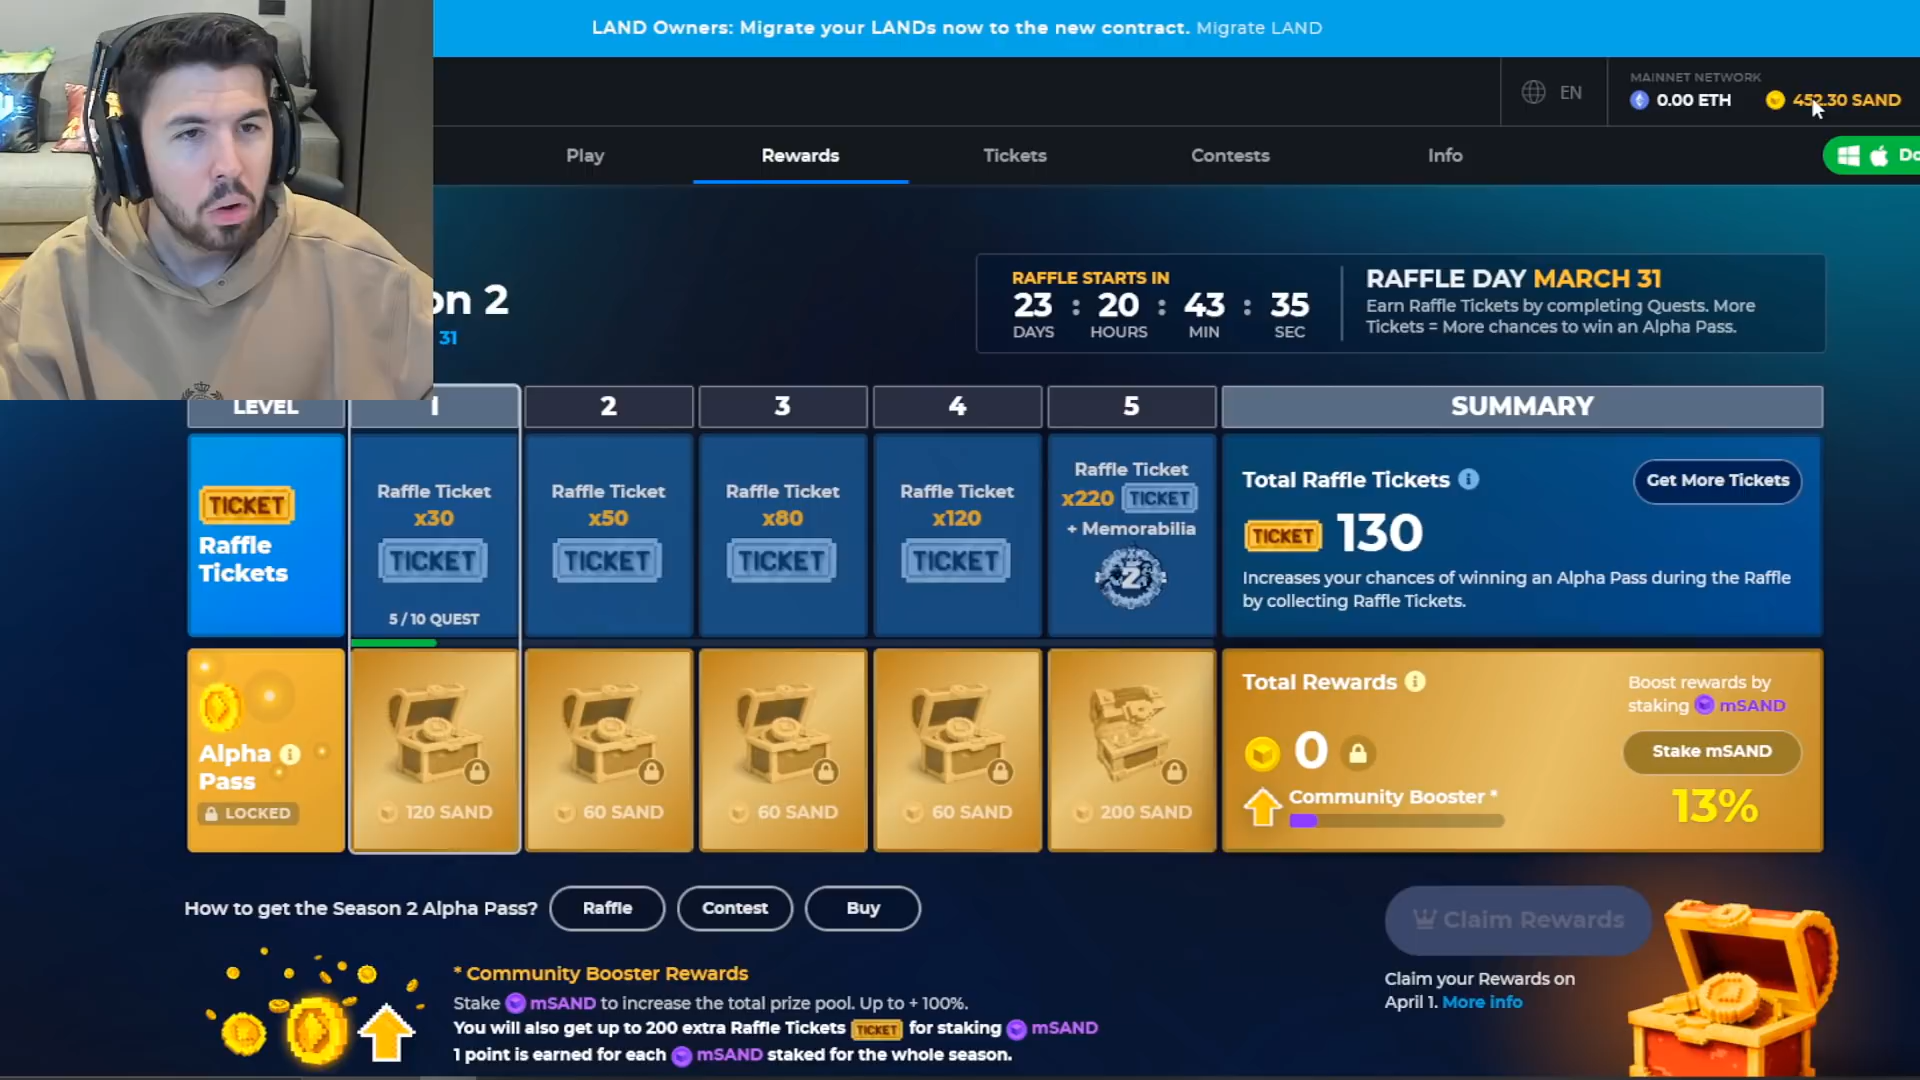 LAND Owners: Migrate your LANDs now to the new contract. Migrate LAND
EN
MAINNET NETWORK
0.00 ETH
452.30 SAND
Play
Rewards
Tickets
Contests
Info
on 2
31
RAFFLE STARTS IN
23 : 20 : 43 : 35
DAYS HOURS MIN SEC
RAFFLE DAY MARCH 31
Earn Raffle Tickets by completing Quests. More
Tickets = More chances to win an Alpha Pass.
LEVEL
1
2
3
4
5
SUMMARY
TICKET
Raffle
Tickets
Raffle Ticket
x30
TICKET
5 / 10 QUEST
Raffle Ticket
x50
TICKET
Raffle Ticket
x80
TICKET
Raffle Ticket
x120
TICKET
Raffle Ticket
x220 TICKET
+ Memorabilia
2
Total Raffle Tickets i
Get More Tickets
TICKET 130
Increases your chances of winning an Alpha Pass during the Raffle
by collecting Raffle Tickets.
Alpha i
Pass
LOCKED
120 SAND
60 SAND
60 SAND
60 SAND
200 SAND
Total Rewards i
0
Community Booster *
Boost rewards by
staking mSAND
Stake mSAND
13%
How to get the Season 2 Alpha Pass?
Raffle
Contest
Buy
* Community Booster Rewards
Stake mSAND to increase the total prize pool. Up to + 100%.
You will also get up to 200 extra Raffle Tickets TICKET for staking mSAND
1 point is earned for each mSAND staked for the whole season.
Claim Rewards
Claim your Rewards on
April 1. More info